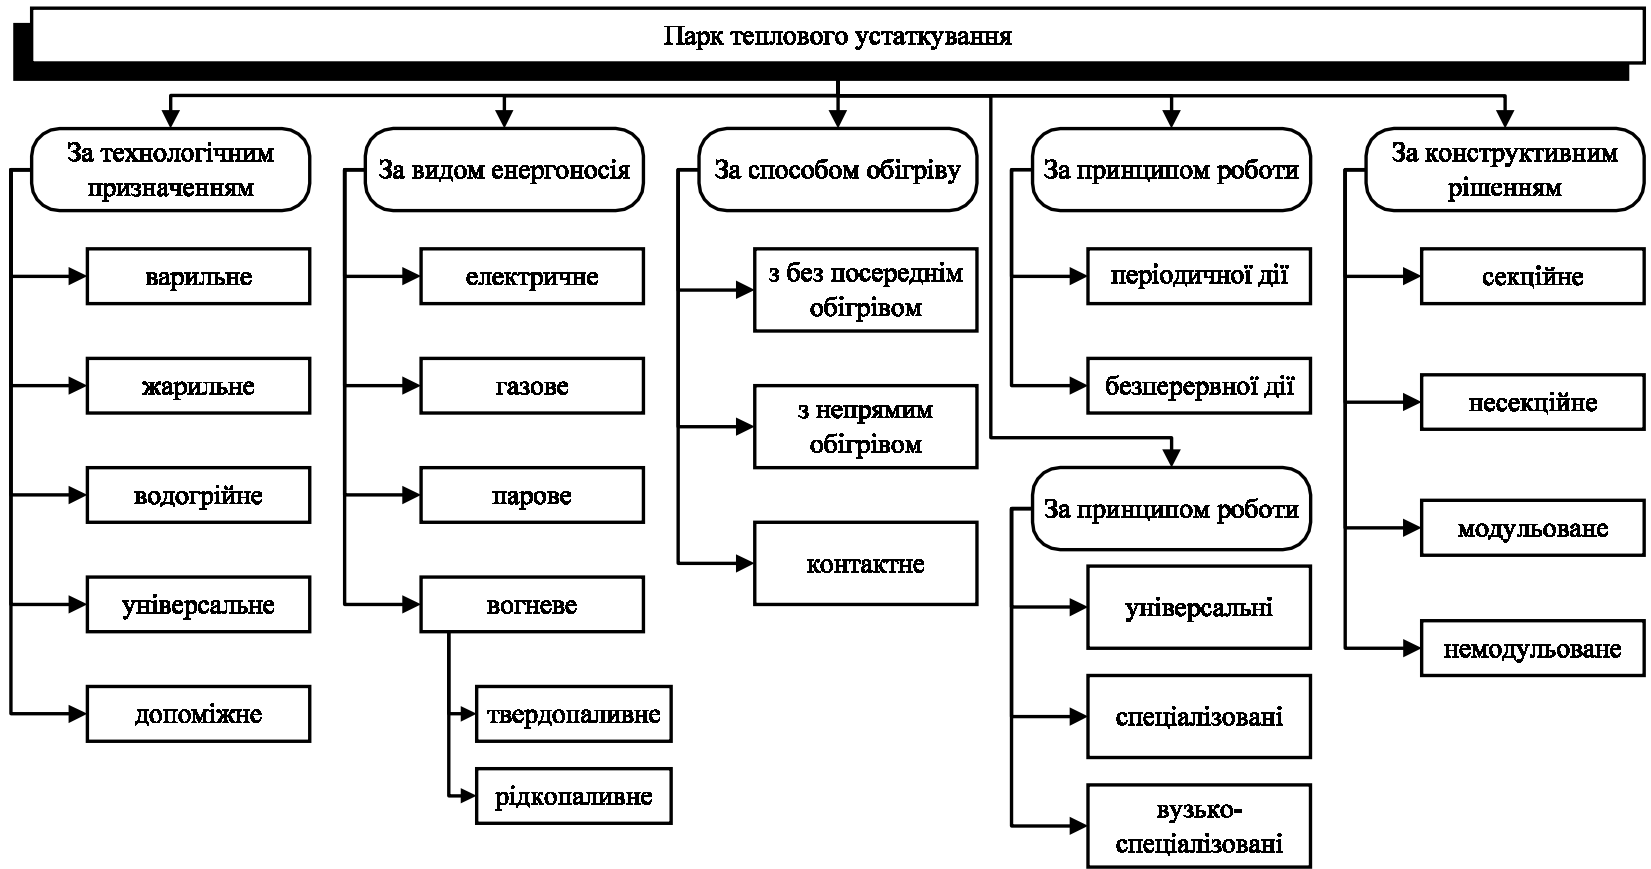 Парк теплового устаткування
За технологічним
призначенням
варильне
жарильне
водогрійне
універсальне
допоміжне
За видом енергоносія
електричне
газове
парове
вогневе
твердопаливне
рідкопаливне
За способом обігріву
з без посереднім
обігрівом
з непрямим
обігрівом
контактне
За принципом роботи
періодичної дії
безперервної дії
За принципом роботи
універсальні
спеціалізовані
вузько-
спеціалізовані
За конструктивним
рішенням
секційне
несекційне
модульоване
немодульоване